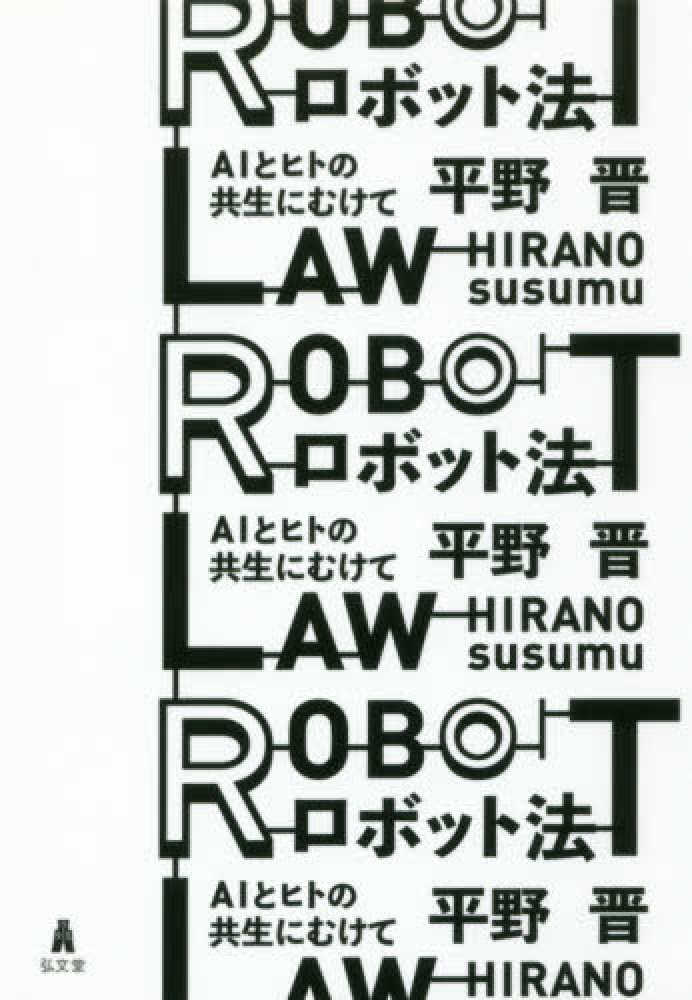 ROBOT
ロボット法
AIとヒトの
共生にむけて
平野 晋
LAW
HIRANO
susumu
ROBOT
ロボット法
AIとヒトの
共生にむけて
平野 晋
LAW
HIRANO
susumu
ROBOT
ロボット法
AIとヒトの
共生にむけて
平野 晋
LAW
HIRANO
弘文堂